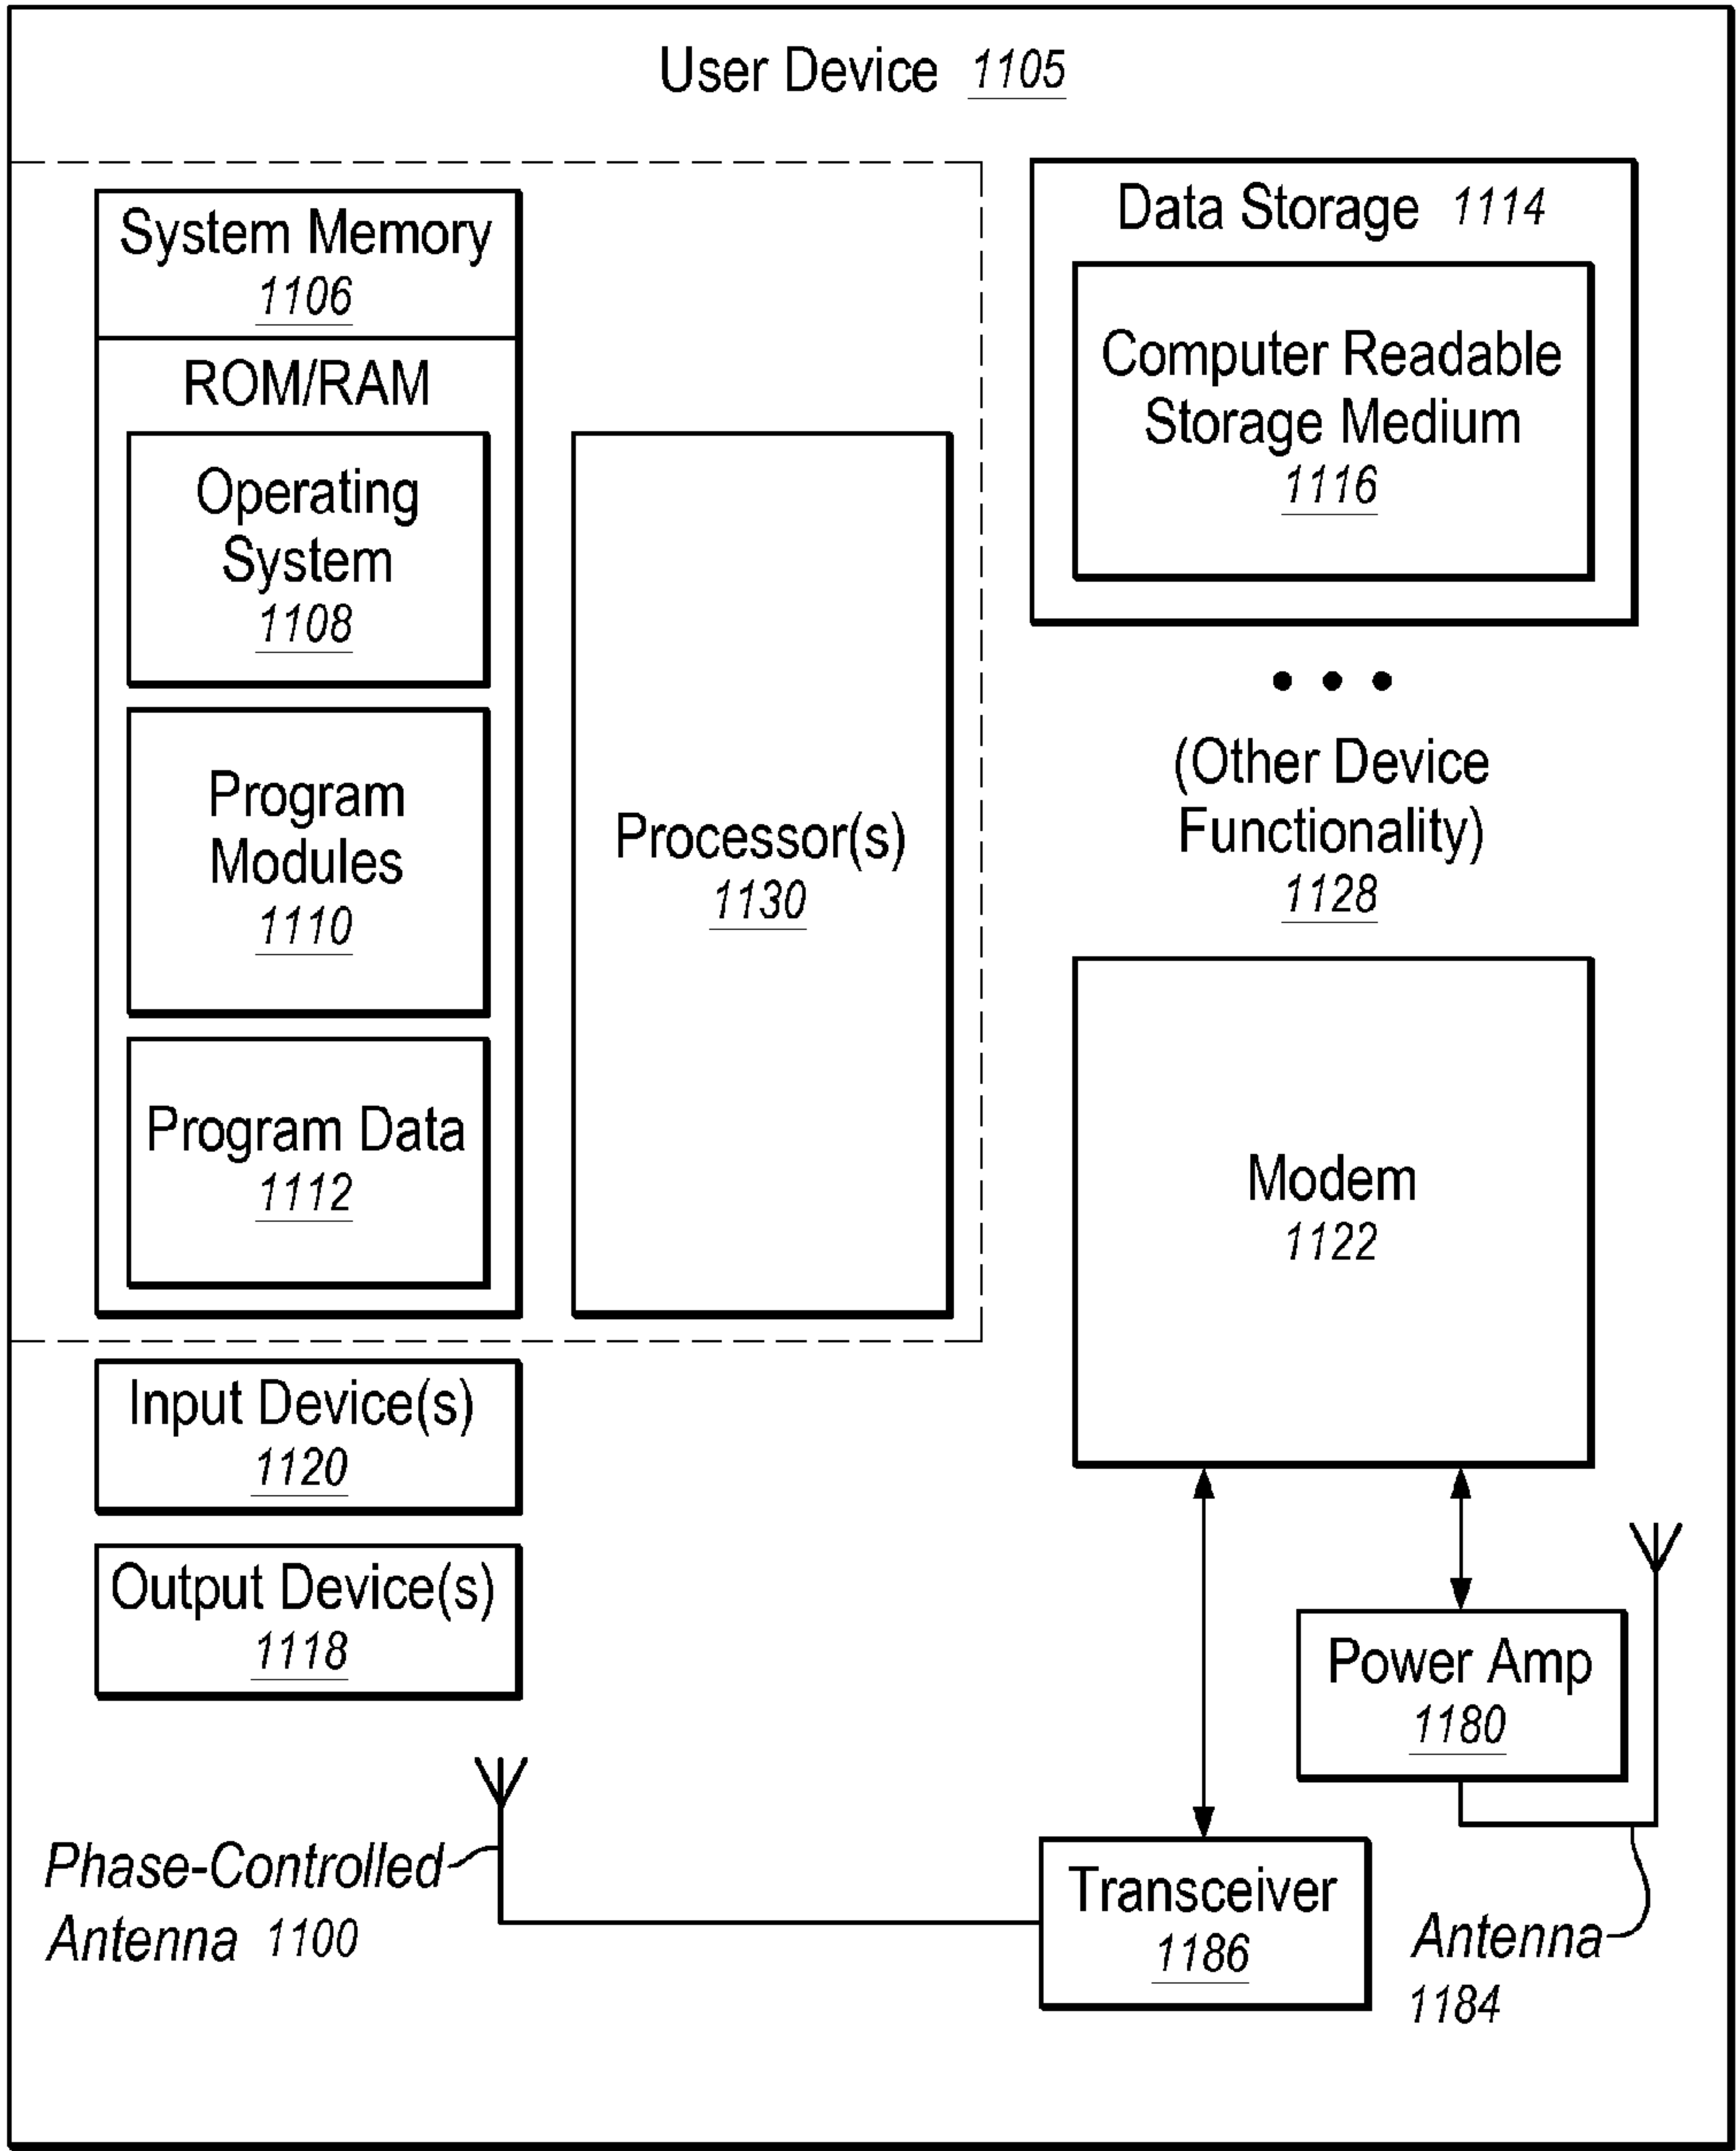 User Device 1105
System Memory
1106
ROM/RAM
Operating
System
1108
Program
Modules
1110
Program Data
1112
Processor(s)
1130
Data Storage 1114
Computer Readable
Storage Medium
1116
(Other Device
Functionality)
1128
Modem
1122
Input Device(s)
1120
Output Device(s)
1118
Power Amp
1180
Phase-Controlled
Antenna 1100
Transceiver
1186
Antenna
1184